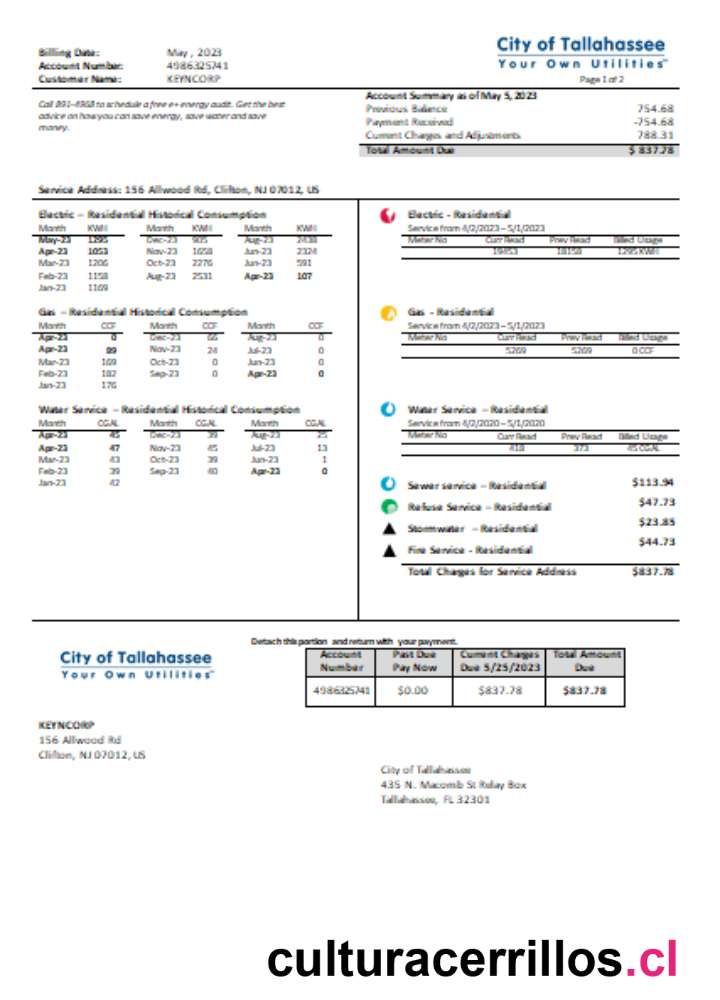 Billing Date: May , 2023
Account Number: 4986325741
Customer Name: KEYNCORP
City of Tallahassee
Your Own Utilities™
Page 1 of 2
Call 891-4968 to schedule a free e+ energy audit. Get the best
advice on how you can save energy, save water and save
money.
Account Summary as of May 5, 2023
Previous Balance 754.68
Payment Received -754.68
Current Charges and Adjustments 788.31
Total Amount Due $ 837.78
Service Address: 156 Allwood Rd, Clifton, NJ 07012, US
Electric – Residential Historical Consumption
Month KWH Month KWH Month KWH
May-23 1295 Dec-23 905 Aug-23 2438
Apr-23 1053 Nov-23 1658 Jun-23 2324
Mar-23 1206 Oct-23 2276 Jun-23 591
Feb-23 1158 Aug-23 2531 Apr-23 107
Jan-23 1169
Electric - Residential
Service from 4/2/2023 – 5/1/2023
Meter No Curr Read Prev Read Billed Usage
19453 18158 1295 KWH
Gas – Residential Historical Consumption
Month CCF Month CCF Month CCF
Apr-23 0 Dec-23 66 Aug-23 0
Apr-23 99 Nov-23 24 Jul-23 0
Mar-23 169 Oct-23 0 Jun-23 0
Feb-23 182 Sep-23 0 Apr-23 0
Jan-23 176
Gas - Residential
Service from 4/2/2023 – 5/1/2023
Meter No Curr Read Prev Read Billed Usage
5269 5269 0 CCF
Water Service – Residential Historical Consumption
Month CGAL Month CGAL Month CGAL
Apr-23 45 Dec-23 39 Aug-23 25
Apr-23 47 Nov-23 45 Jul-23 13
Mar-23 43 Oct-23 39 Jun-23 1
Feb-23 39 Sep-23 40 Apr-23 0
Jan-23 42
Water Service – Residential
Service from 4/2/2020 – 5/1/2020
Meter No Curr Read Prev Read Billed Usage
418 373 45 CGAL
Sewer service – Residential $113.94
Refuse Service – Residential $47.73
Stormwater – Residential $23.85
Fire Service - Residential $44.73
Total Charges for Service Address $837.78
Detach this portion and return with your payment.
City of Tallahassee
Your Own Utilities™
Account Number Past Due Pay Now Current Charges Due 5/25/2023 Total Amount Due
4986325741 $0.00 $837.78 $837.78
KEYNCORP
156 Allwood Rd
Clifton, NJ 07012, US
City of Tallahassee
435 N. Macomb St Relay Box
Tallahassee, FL 32301
culturacerrillos.cl